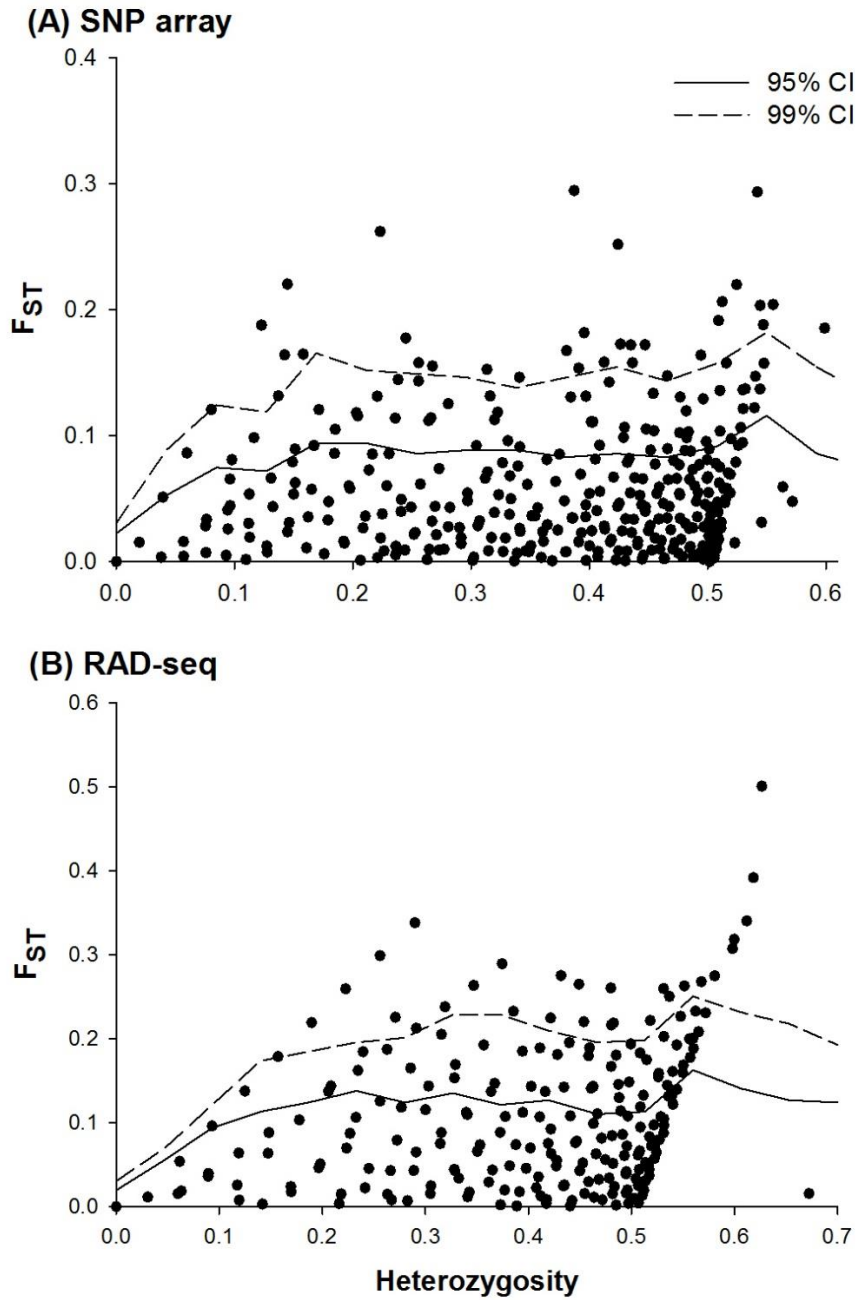 (A) SNP array
0.4
95% CI
99% CI
0.3
FST
0.2
0.1
0.0
0.0 0.1 0.2 0.3 0.4 0.5 0.6
(B) RAD-seq
0.6
0.5
0.4
FST
0.3
0.2
0.1
0.0
0.0 0.1 0.2 0.3 0.4 0.5 0.6 0.7
Heterozygosity